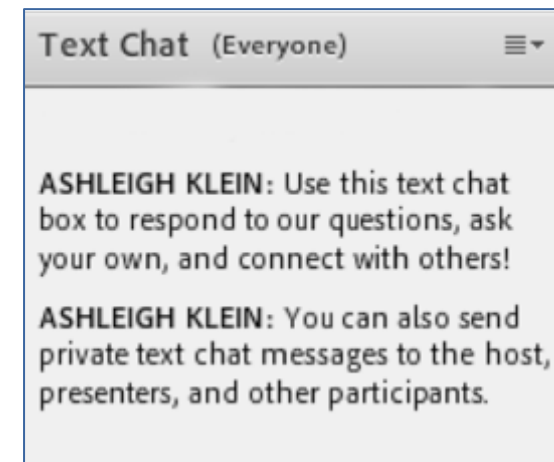 Text Chat (Everyone)
ASHLEIGH KLEIN: Use this text chat
box to respond to our questions, ask
your own, and connect with others!
ASHLEIGH KLEIN: You can also send
private text chat messages to the host,
presenters, and other participants.